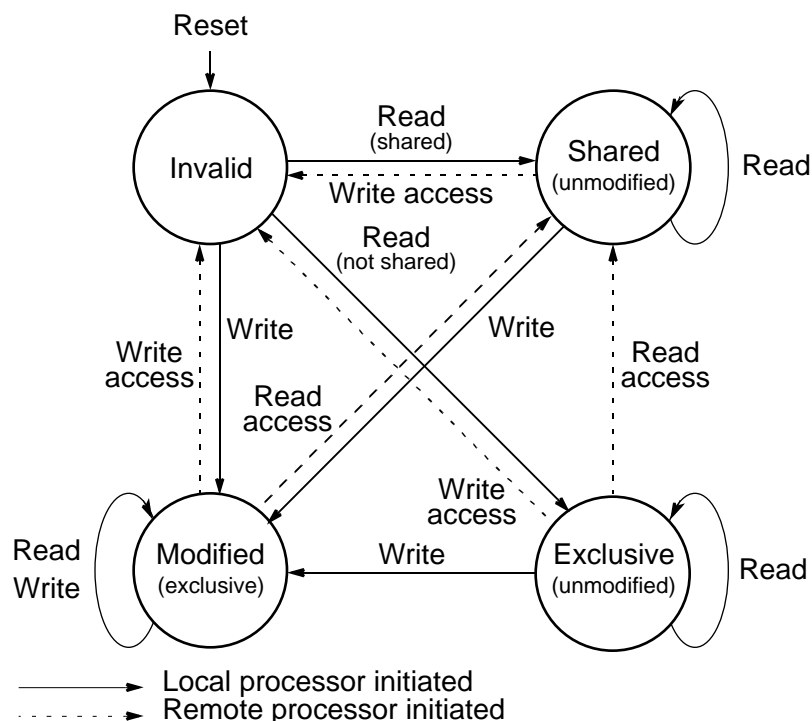 Reset
Invalid
Read
(shared)
Write access
Shared
(unmodified)
Read
Read
(not shared)
Write
access
Write
Read
access
Write
Read
access
Write
access
Read
Write
Modified
(exclusive)
Write
Exclusive
(unmodified)
Read
Local processor initiated
Remote processor initiated